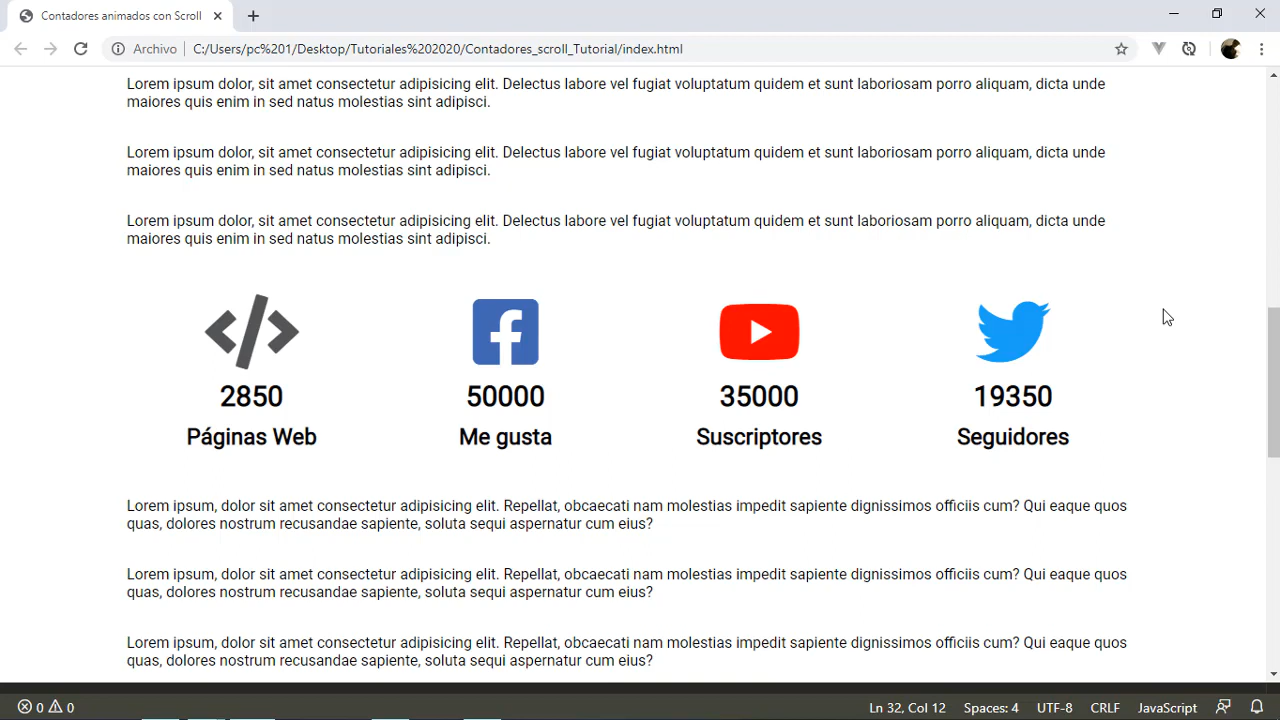 Contadores animados con Scroll
Archivo C:/Users/pc%201/Desktop/Tutoriales%202020/Contadores_scroll_Tutorial/index.html
Lorem ipsum dolor, sit amet consectetur adipisicing elit. Delectus labore vel fugiat voluptatum quidem et sunt laboriosam porro aliquam, dicta unde
maiores quis enim in sed natus molestias sint adipisci.
Lorem ipsum dolor, sit amet consectetur adipisicing elit. Delectus labore vel fugiat voluptatum quidem et sunt laboriosam porro aliquam, dicta unde
maiores quis enim in sed natus molestias sint adipisci.
Lorem ipsum dolor, sit amet consectetur adipisicing elit. Delectus labore vel fugiat voluptatum quidem et sunt laboriosam porro aliquam, dicta unde
maiores quis enim in sed natus molestias sint adipisci.
2850 50000 35000 19350
Páginas Web Me gusta Suscriptores Seguidores
Lorem ipsum, dolor sit amet consectetur adipisicing elit. Repellat, obcaecati nam molestias impedit sapiente dignissimos officiis cum? Qui eaque quos
quas, dolores nostrum recusandae sapiente, soluta sequi aspernatur cum eius?
Lorem ipsum, dolor sit amet consectetur adipisicing elit. Repellat, obcaecati nam molestias impedit sapiente dignissimos officiis cum? Qui eaque quos
quas, dolores nostrum recusandae sapiente, soluta sequi aspernatur cum eius?
Lorem ipsum, dolor sit amet consectetur adipisicing elit. Repellat, obcaecati nam molestias impedit sapiente dignissimos officiis cum? Qui eaque quos
quas, dolores nostrum recusandae sapiente, soluta sequi aspernatur cum eius?
0 0 Ln 32, Col 12 Spaces: 4 UTF-8 CRLF JavaScript